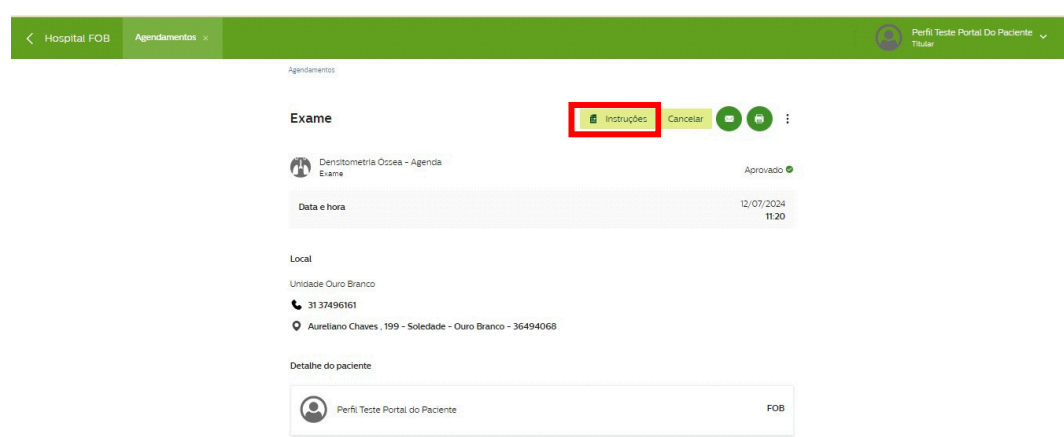 Hospital FOB Agendamentos × Perfil Teste Portal Do Paciente
Titular
Agendamentos
Exame Instruções Cancelar
Densitometria Óssea - Agenda
Exame Aprovado
Data e hora 12/07/2024
11:20
Local
Unidade Ouro Branco
31 37496161
Aureliano Chaves , 199 - Soledade - Ouro Branco - 36494068
Detalhe do paciente
Perfil Teste Portal do Paciente FOB